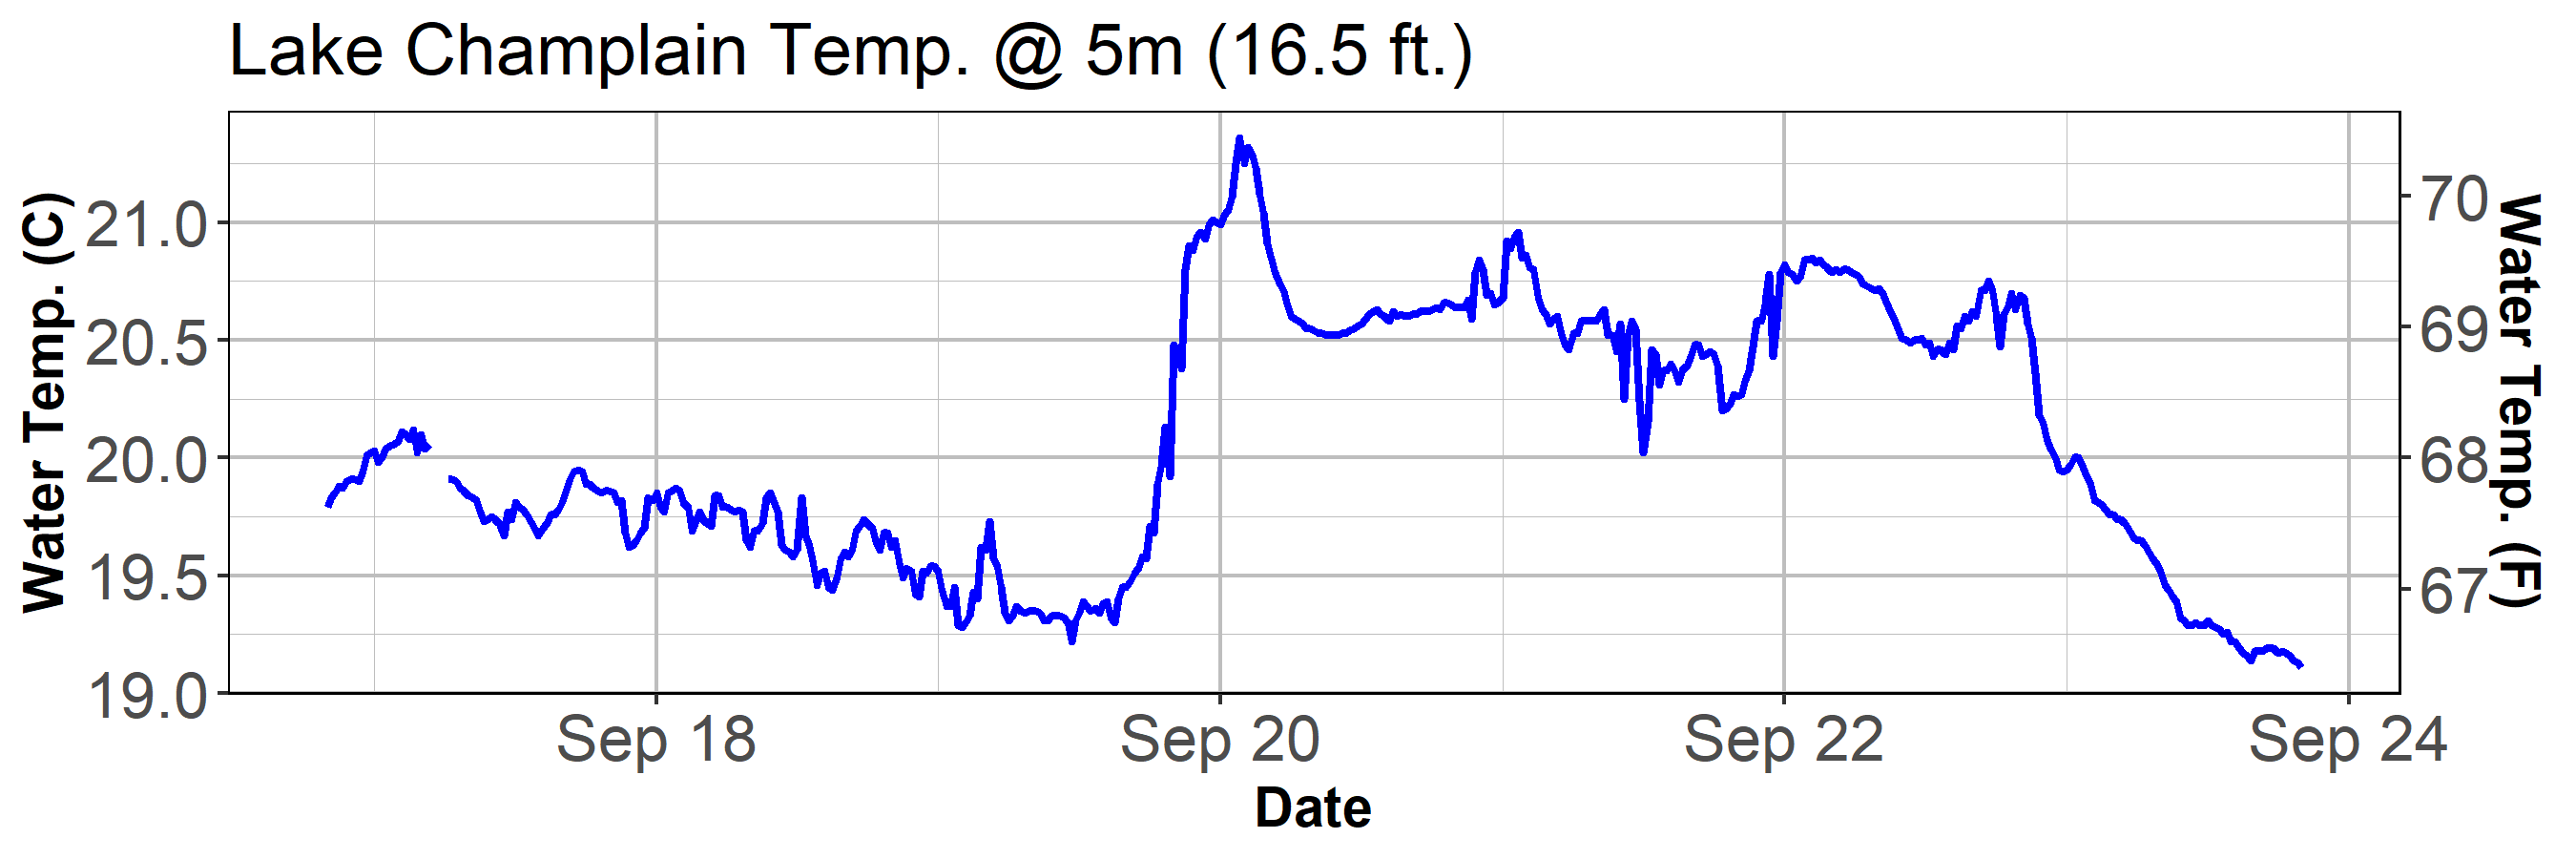 Lake Champlain Temp. @ 5m (16.5 ft.)
Water Temp. (C)
21.0
20.5
20.0
19.5
19.0
70
69
68
67
Water Temp. (F)
Sep 18 Sep 20 Sep 22 Sep 24
Date